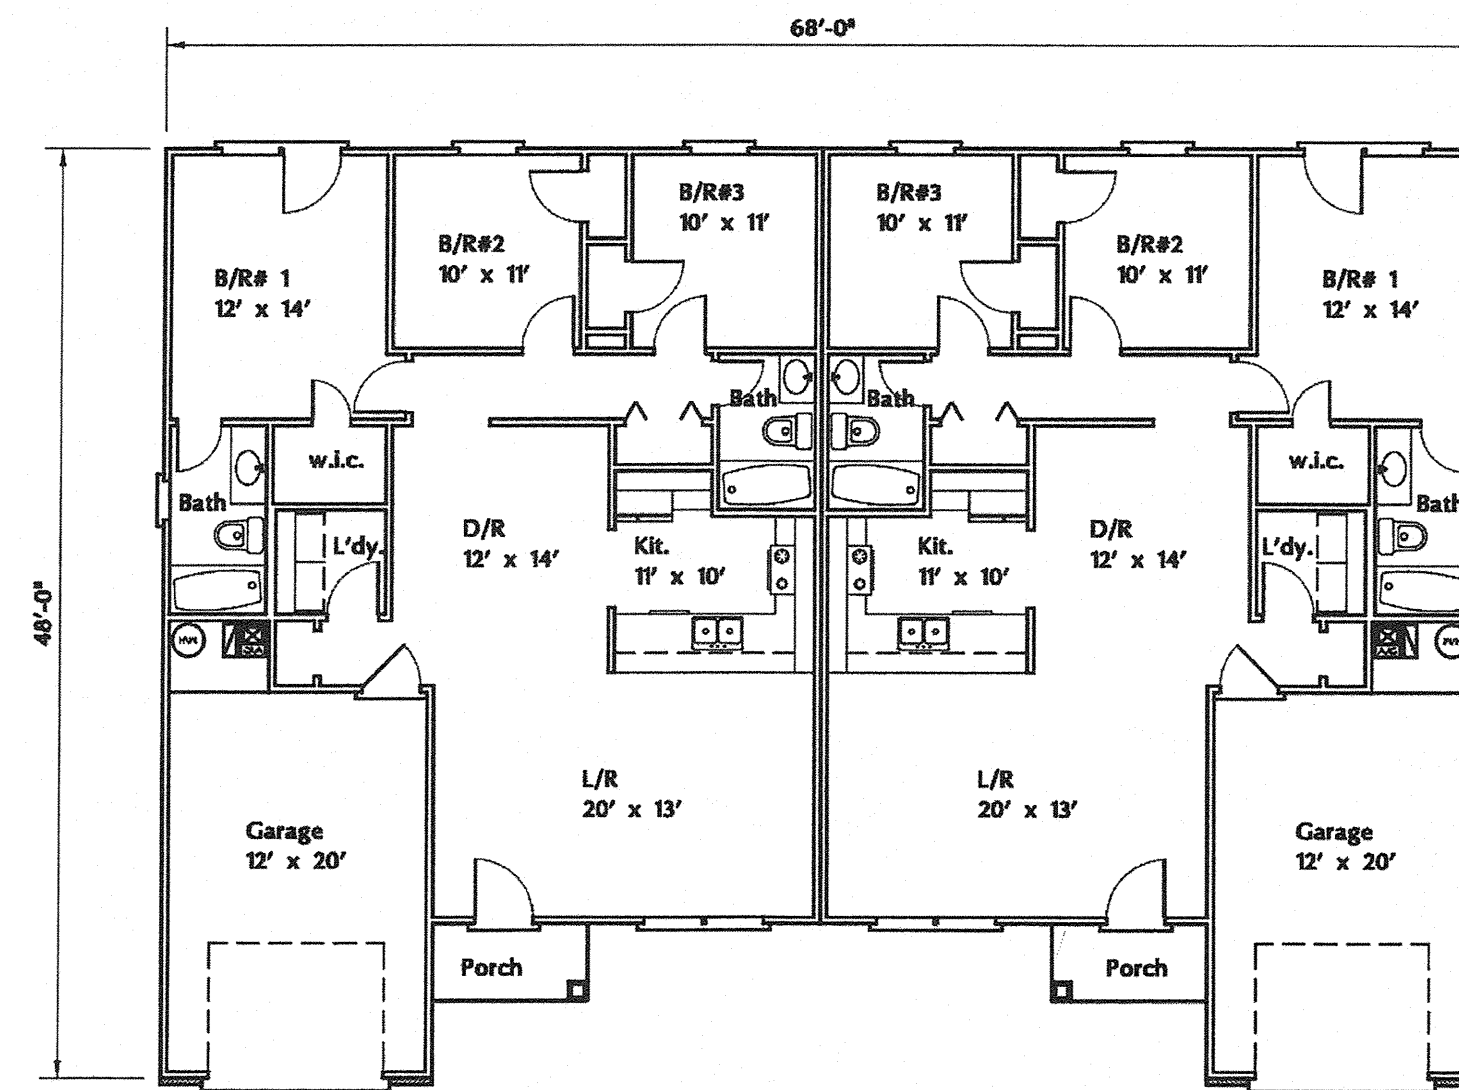 68'-0"
48'-0"
B/R# 1
12' x 14'
B/R#2
10' x 11'
B/R#3
10' x 11'
B/R#3
10' x 11'
B/R#2
10' x 11'
B/R# 1
12' x 14'
Bath
Bath
w.i.c.
w.i.c.
Bath
Bath
L'dy.
D/R
12' x 14'
Kit.
11' x 10'
Kit.
11' x 10'
D/R
12' x 14'
L'dy.
L/R
20' x 13'
L/R
20' x 13'
Garage
12' x 20'
Garage
12' x 20'
Porch
Porch